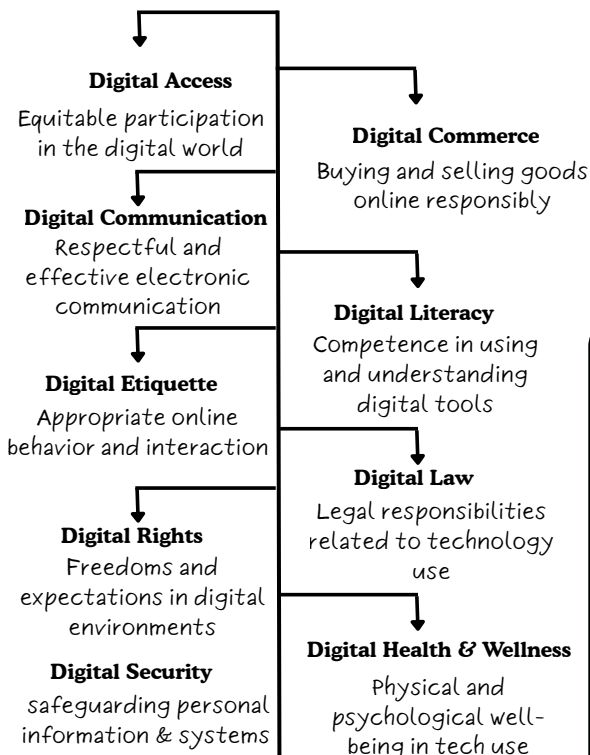 Digital Access
Equitable participation
in the digital world
Digital Commerce
Buying and selling goods
online responsibly
Digital Communication
Respectful and
effective electronic
communication
Digital Literacy
Competence in using
and understanding
digital tools
Digital Etiquette
Appropriate online
behavior and interaction
Digital Law
Legal responsibilities
related to technology
use
Digital Rights
Freedoms and
expectations in digital
environments
Digital Health & Wellness
Physical and
psychological well-
being in tech use
Digital Security
safeguarding personal
information & systems